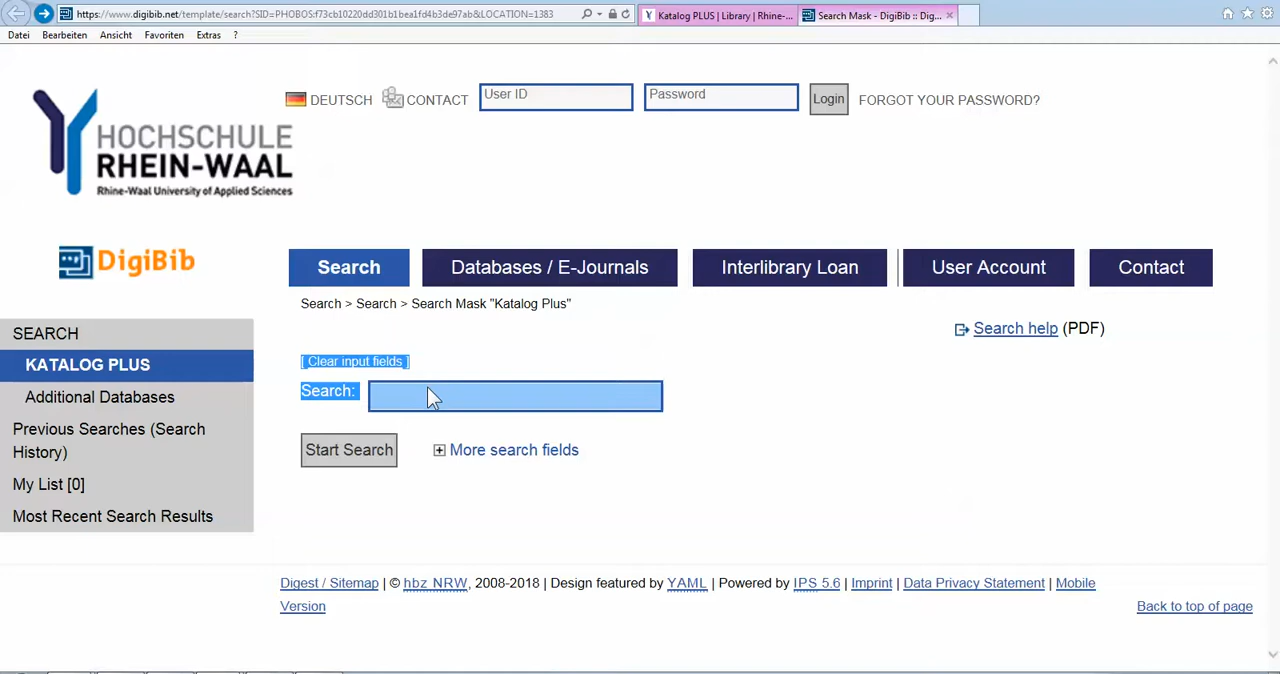 https://www.digibib.net/template/search?SID=PHOBOS:f73cb10220dd301b1bea1fd4b3de97ab&LOCATION=1383
Katalog PLUS | Library | Rhine-...
Search Mask - DigiBib :: Dig...
Datei Bearbeiten Ansicht Favoriten Extras ?
HOCHSCHULE
RHEIN-WAAL
Rhine-Waal University of Applied Sciences
DEUTSCH CONTACT User ID Password Login FORGOT YOUR PASSWORD?
DigiBib
Search Databases / E-Journals Interlibrary Loan User Account Contact
Search > Search > Search Mask "Katalog Plus"
Search help (PDF)
SEARCH
KATALOG PLUS
Additional Databases
Previous Searches (Search
History)
My List [0]
Most Recent Search Results
[ Clear input fields ]
Search:
Start Search More search fields
Digest / Sitemap | © hbz NRW, 2008-2018 | Design featured by YAML | Powered by IPS 5.6 | Imprint | Data Privacy Statement | Mobile
Version
Back to top of page